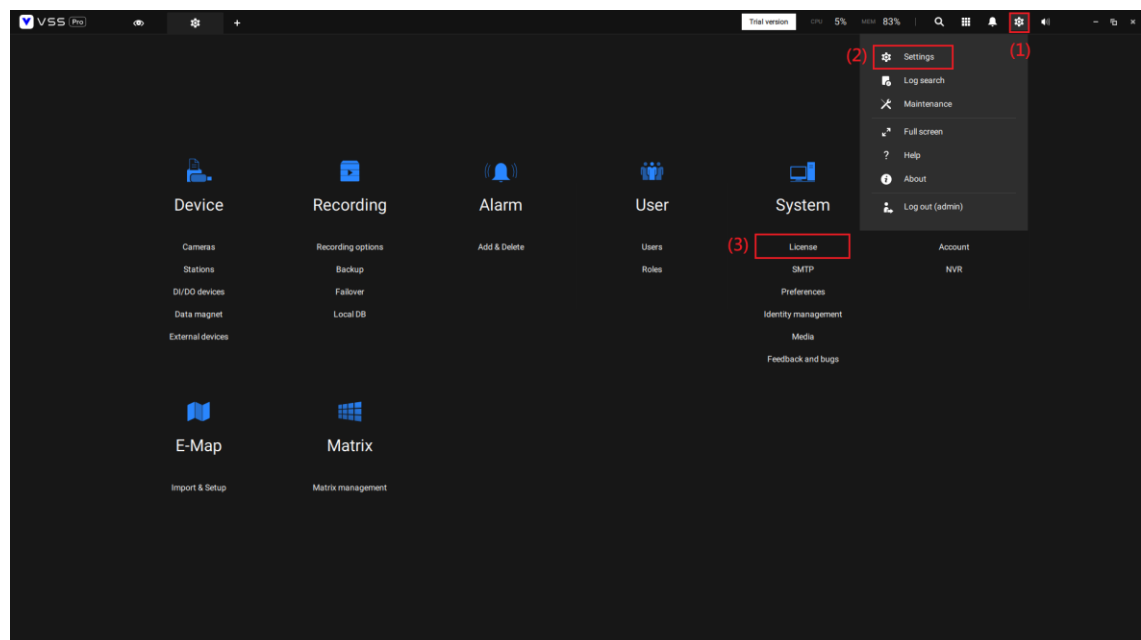 VSS Pro
Trial version CPU 5% MEM 83%
(1)
(2) Settings
Log search
Maintenance
Full screen
? Help
About
Log out (admin)
Device Recording Alarm User System
Cameras Recording options Add & Delete Users (3) License Account
Stations Backup Roles SMTP NVR
DI/DO devices Failover Preferences
Data magnet Local DB Identity management
External devices Media
Feedback and bugs
E-Map Matrix
Import & Setup Matrix management